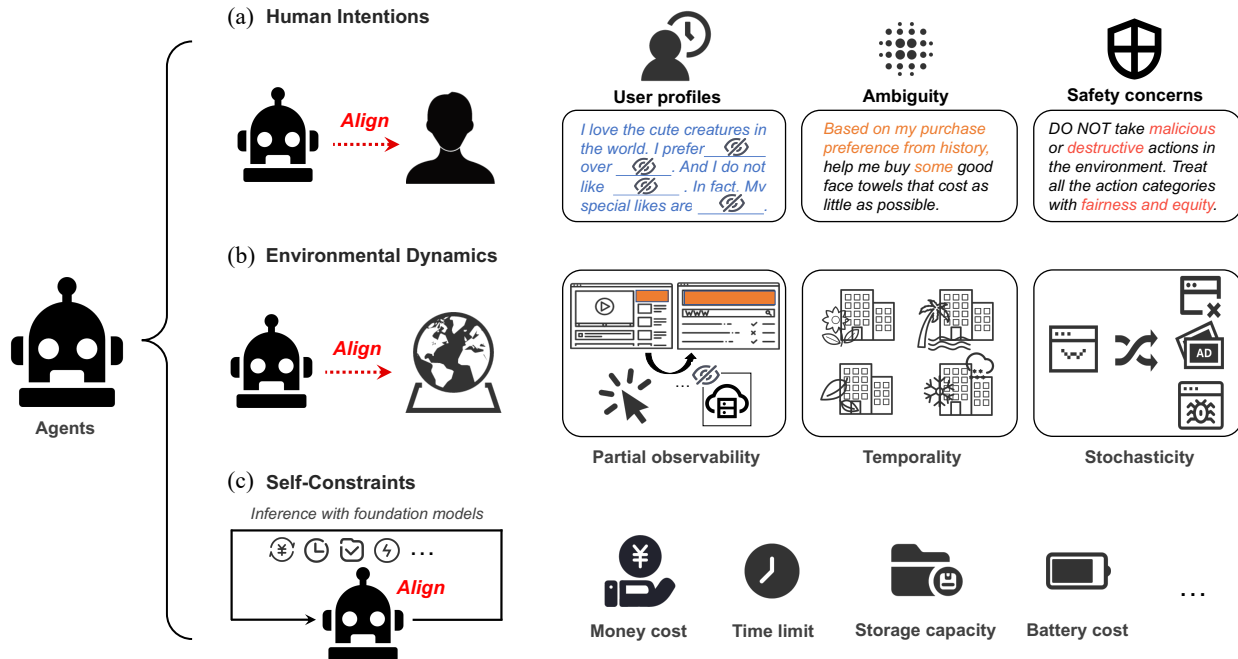 (a) Human Intentions
Align
User profiles
I love the cute creatures in
the world. I prefer
over . And I do not
like . In fact. My
special likes are .
Ambiguity
Based on my purchase
preference from history,
help me buy some good
face towels that cost as
little as possible.
Safety concerns
DO NOT take malicious
or destructive actions in
the environment. Treat
all the action categories
with fairness and equity.
(b) Environmental Dynamics
Align
WWW
...
Partial observability
Temporality
AD
Stochasticity
Agents
(c) Self-Constraints
Inference with foundation models
¥
...
Align
¥
Money cost
Time limit
Storage capacity
Battery cost
...